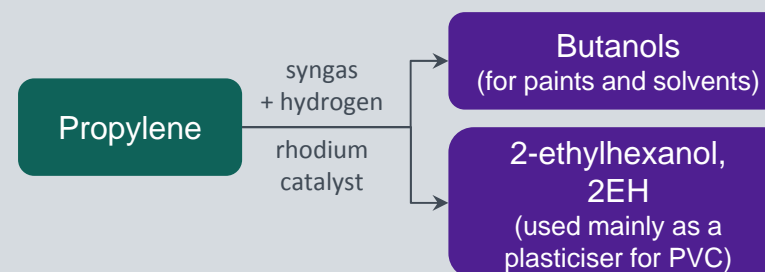 Propylene
syngas
+ hydrogen
rhodium
catalyst
Butanols
(for paints and solvents)
2-ethylhexanol,
2EH
(used mainly as a
plasticiser for PVC)